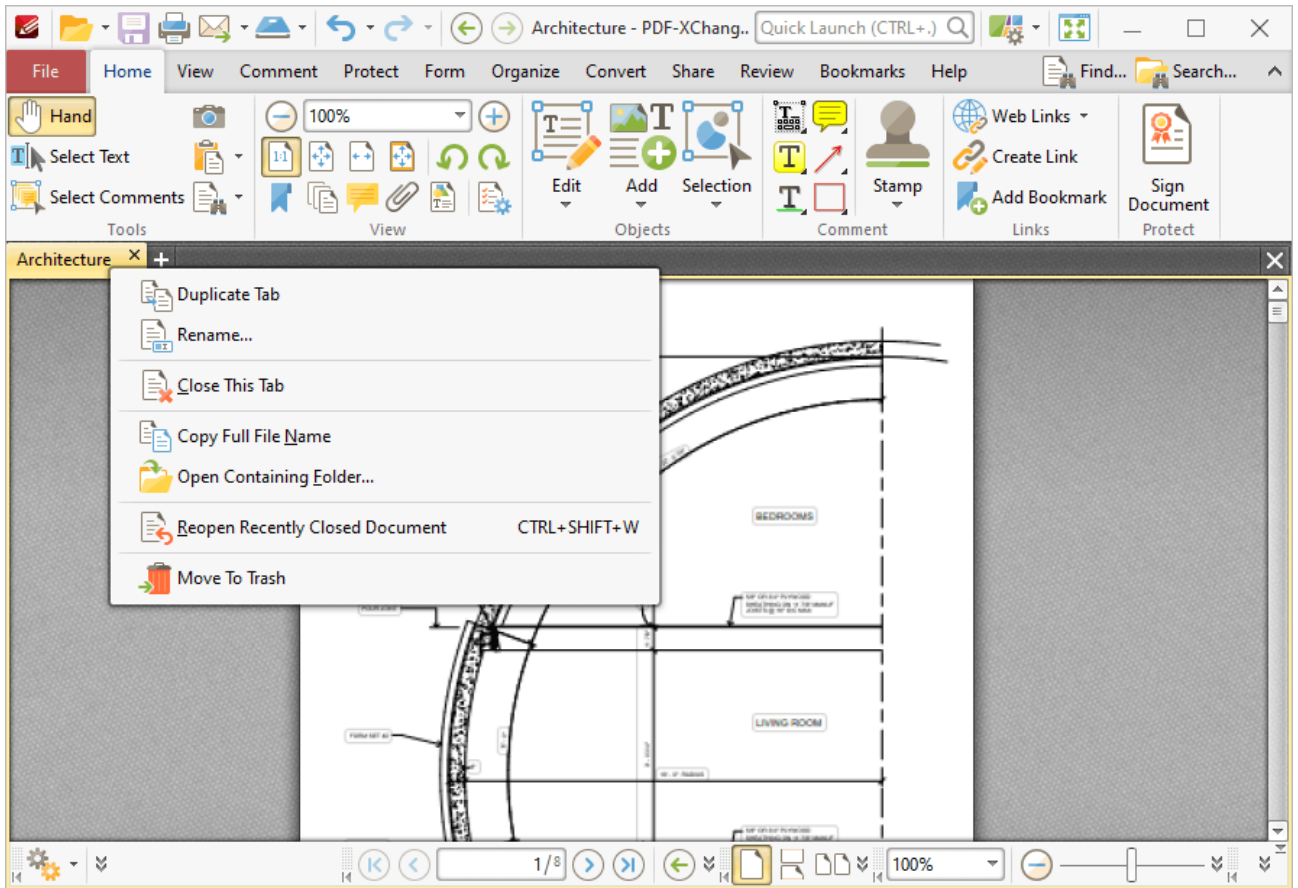 Architecture - PDF-XChang.. Quick Launch (CTRL+.)
File Home View Comment Protect Form Organize Convert Share Review Bookmarks Help Find... Search...
Hand 100% Web Links
Select Text 1:1 Create Link
Select Comments Edit Add Selection Stamp Add Bookmark Sign Document
Tools View Objects Comment Links Protect
Architecture
Duplicate Tab
Rename...
Close This Tab
Copy Full File Name
Open Containing Folder...
Reopen Recently Closed Document CTRL+SHIFT+W
Move To Trash
BEDROOMS
LIVING ROOM
1/8 100%